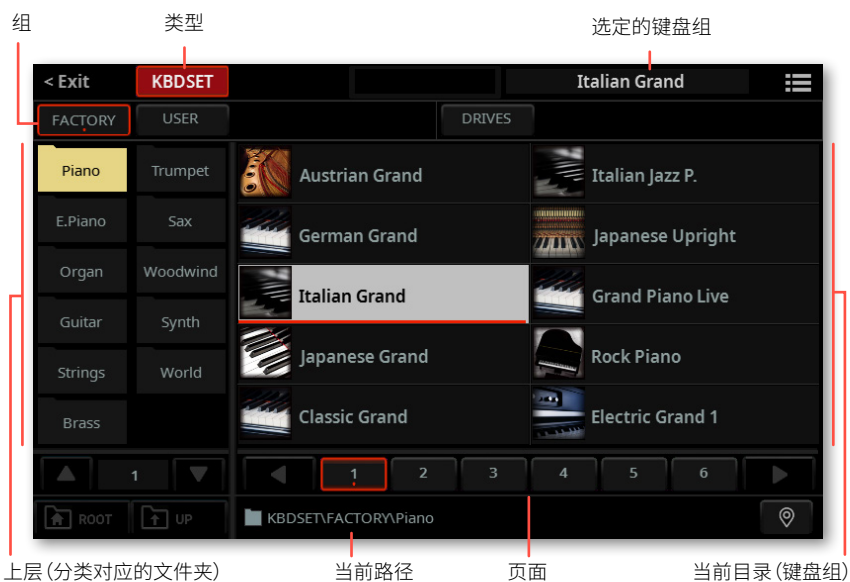 组 类型 选定的键盘组
< Exit KBDSET Italian Grand
FACTORY USER DRIVES
Piano Trumpet Austrian Grand Italian Jazz P.
E.Piano Sax German Grand Japanese Upright
Organ Woodwind Italian Grand Grand Piano Live
Guitar Synth
Strings World Japanese Grand Rock Piano
Brass Classic Grand Electric Grand 1
1 1 2 3 4 5 6
ROOT UP KBDSET\FACTORY\Piano
上层(分类对应的文件夹) 当前路径 页面 当前目录(键盘组)